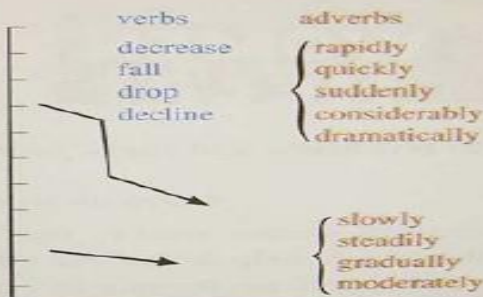 verbs adverbs
decrease rapidly
fall quickly
drop suddenly
decline considerably
dramatically
slowly
steadily
gradually
moderately